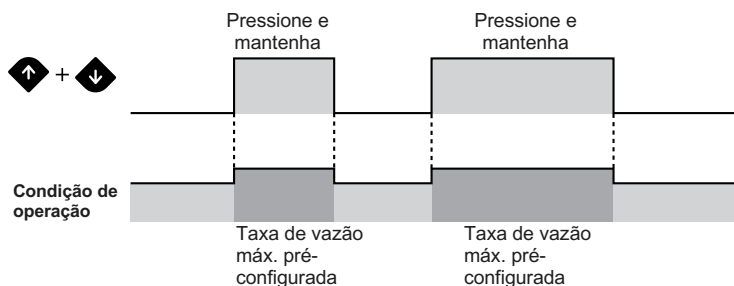 Pressione e
mantenha
Pressione e
mantenha
+
Condição de
operação
Taxa de vazão
máx. pré-
configurada
Taxa de vazão
máx. pré-
configurada